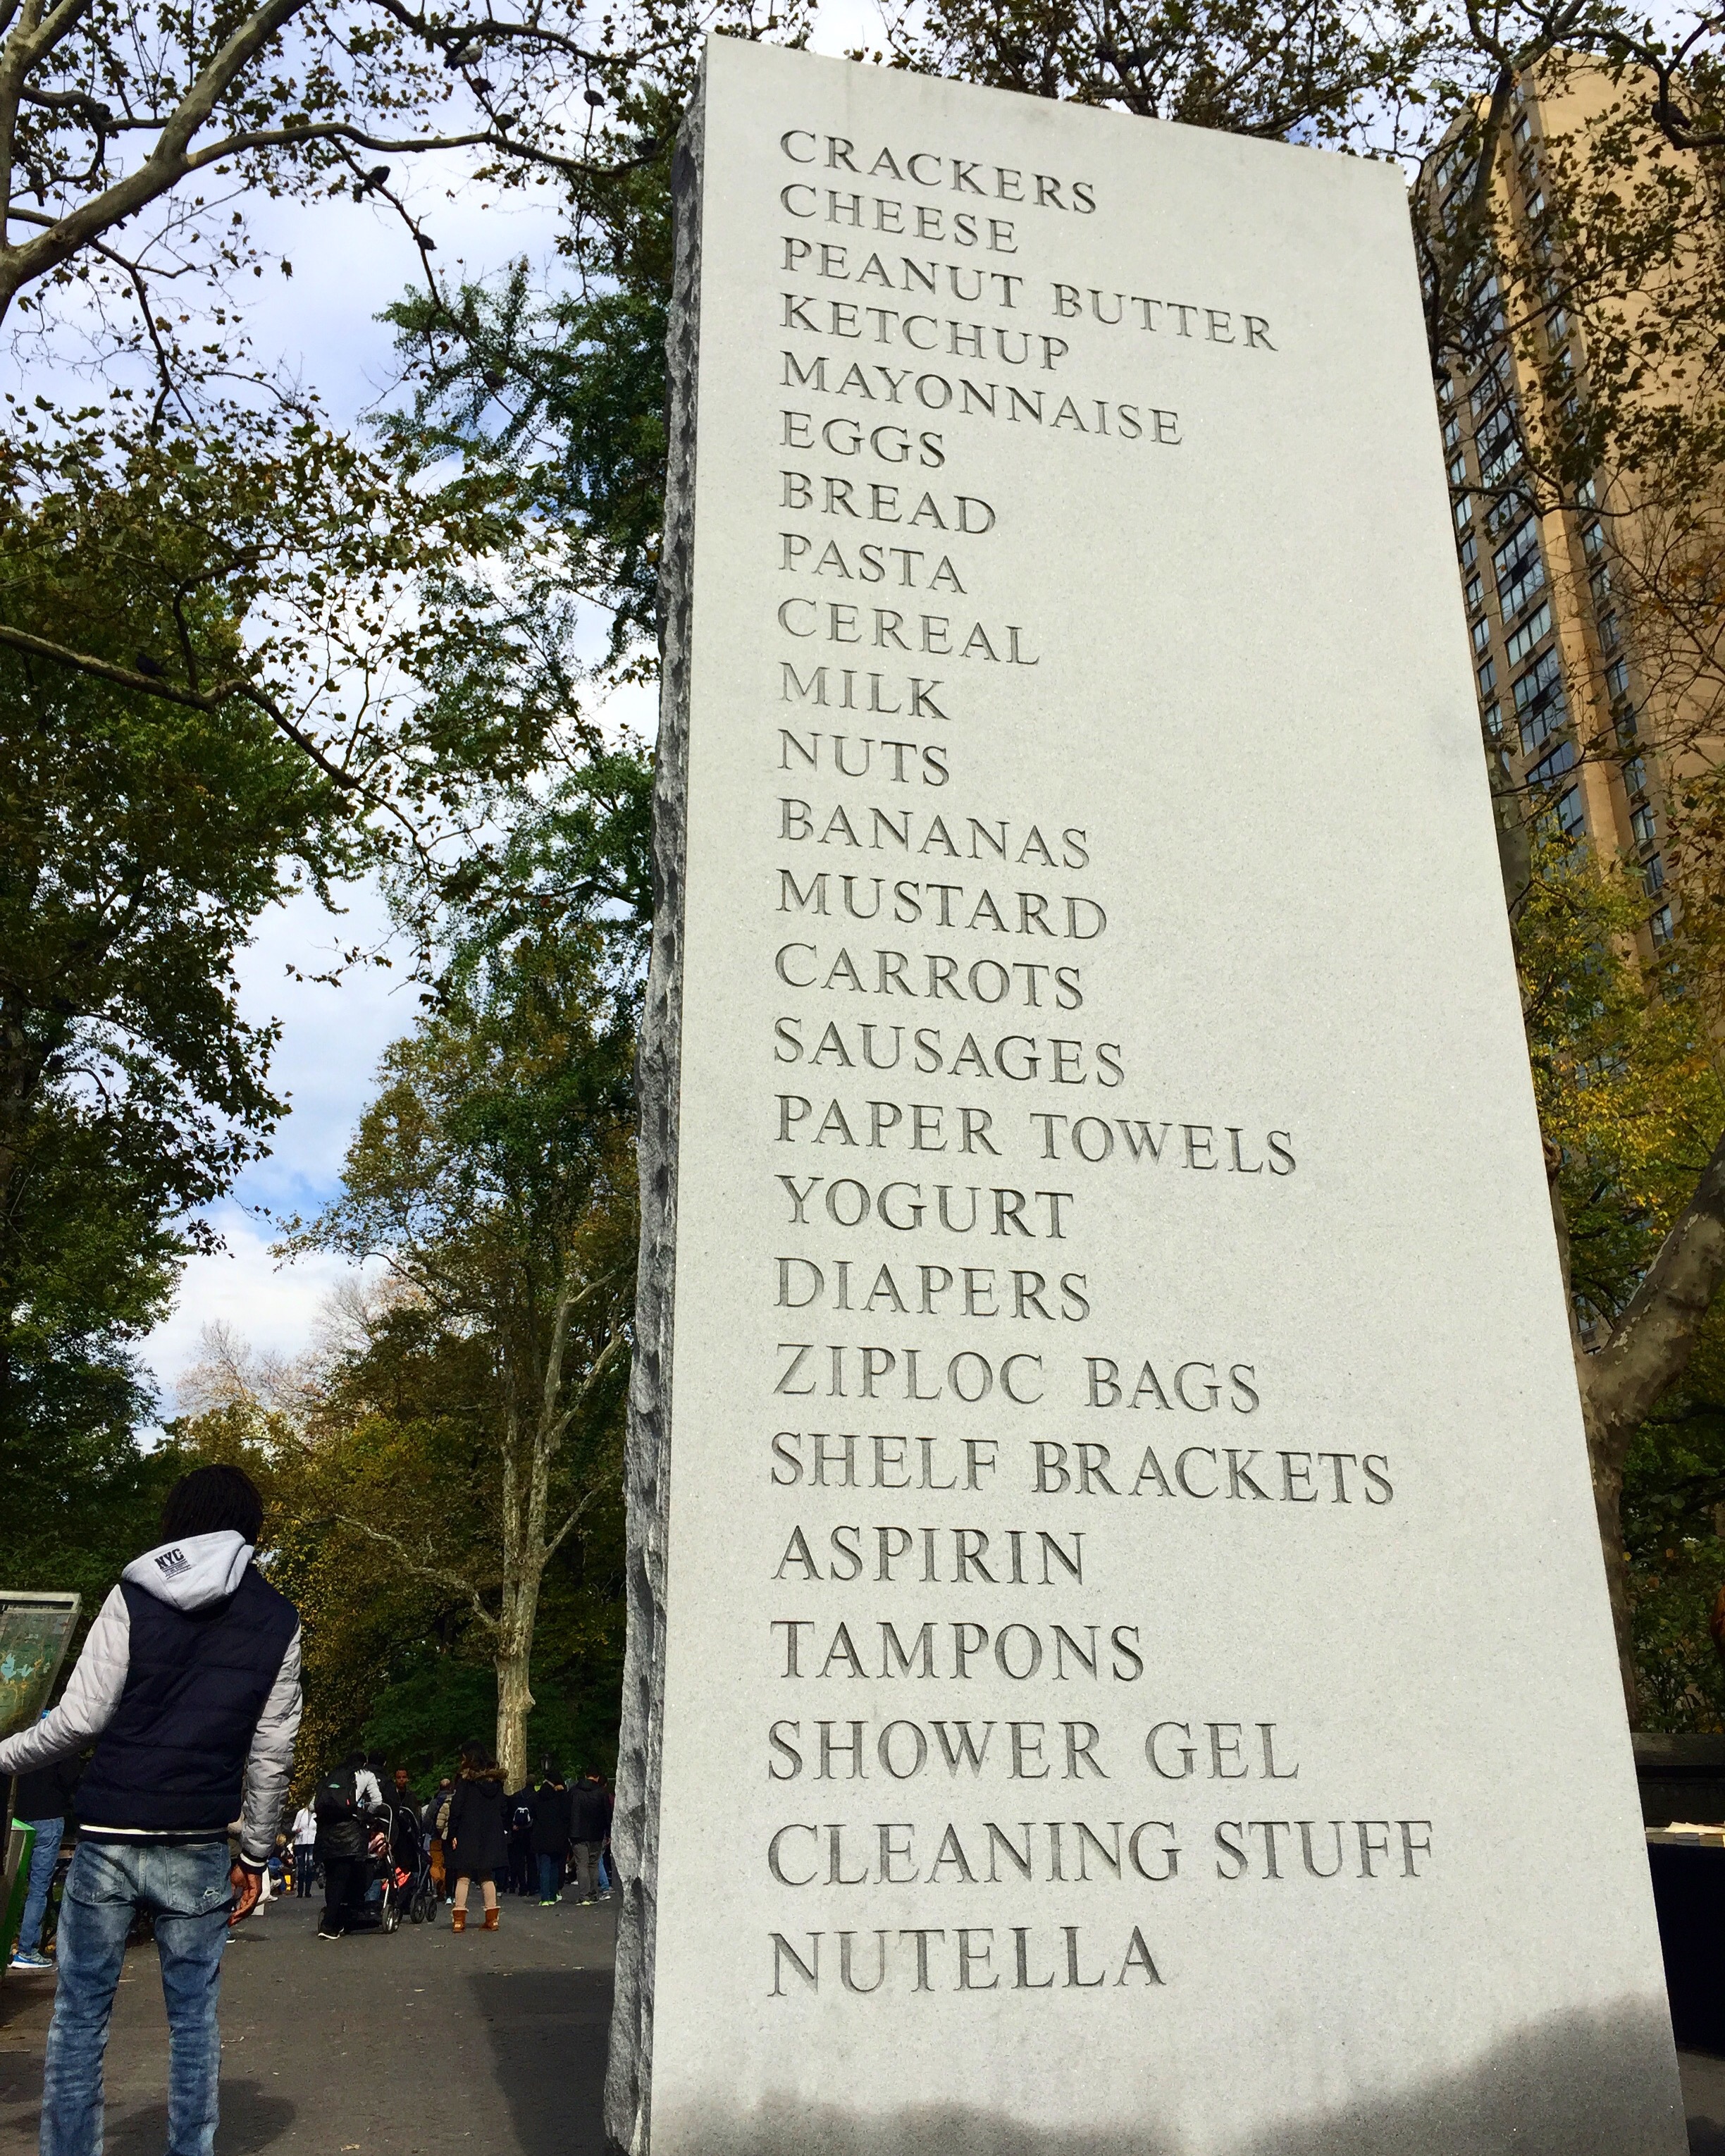 CRACKERS
CHEESE
PEANUT BUTTER
KETCHUP
MAYONNAISE
EGGS
BREAD
PASTA
CEREAL
MILK
NUTS
BANANAS
MUSTARD
CARROTS
SAUSAGES
PAPER TOWELS
YOGURT
DIAPERS
ZIPLOC BAGS
SHELF BRACKETS
ASPIRIN
TAMPONS
SHOWER GEL
CLEANING STUFF
NUTELLA
NYC